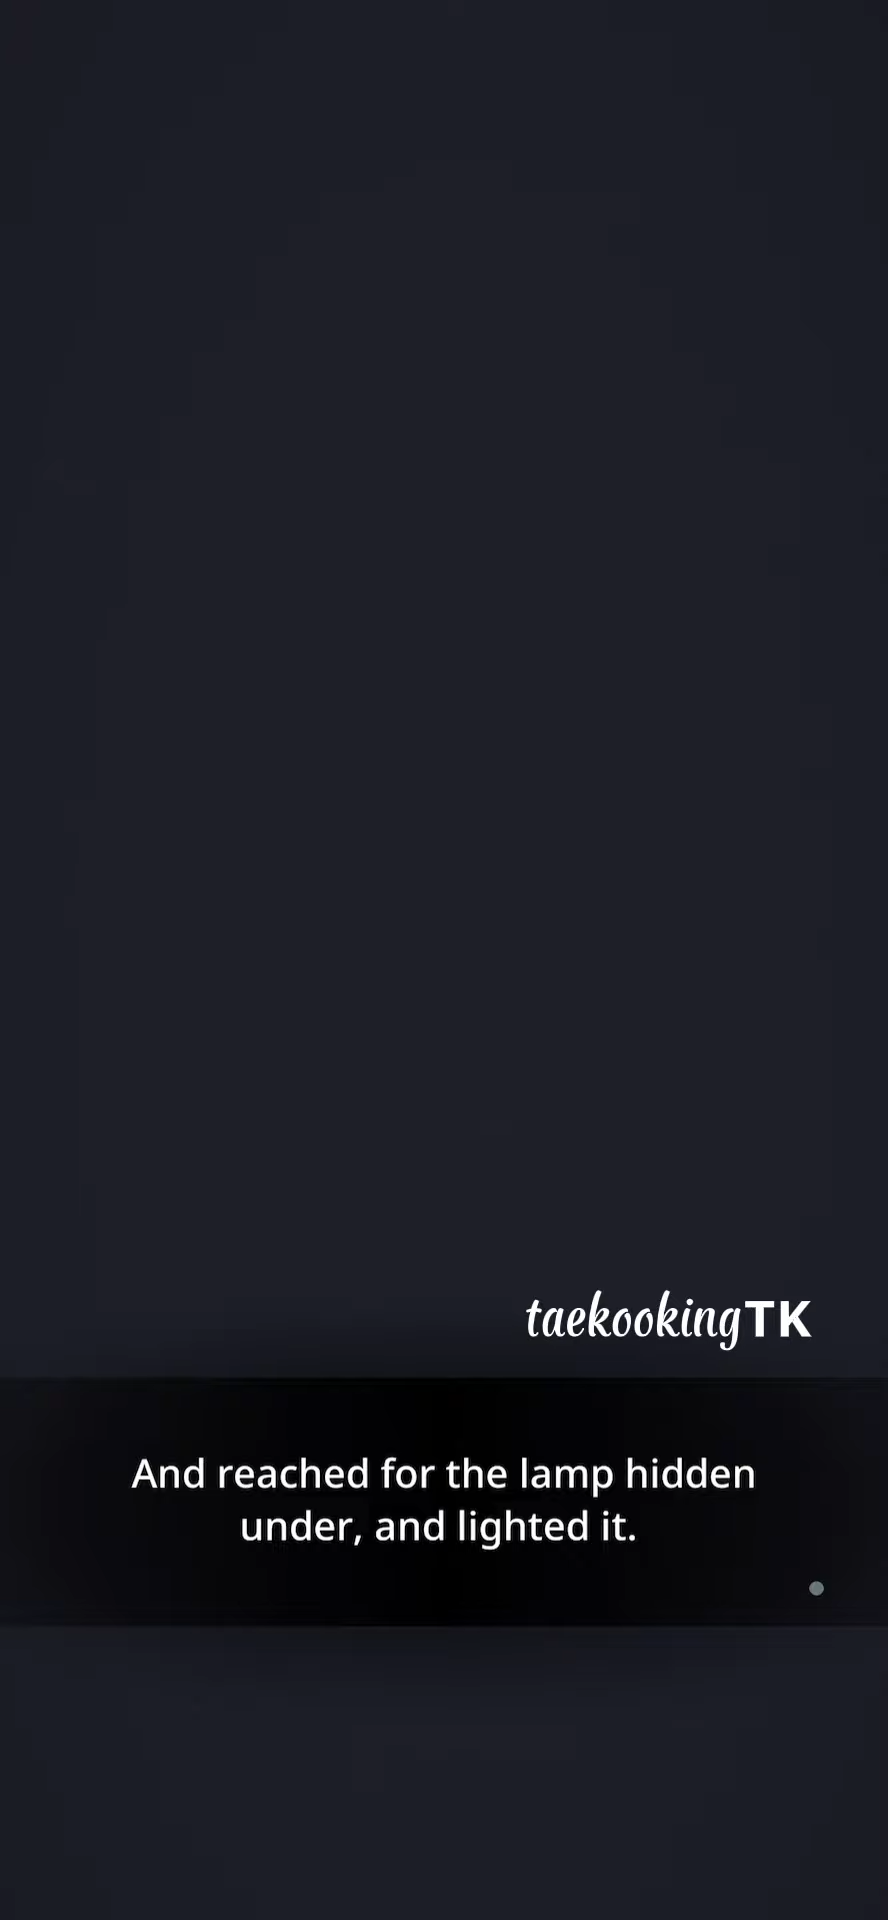 taekookingTK
And reached for the lamp hidden
under, and lighted it.